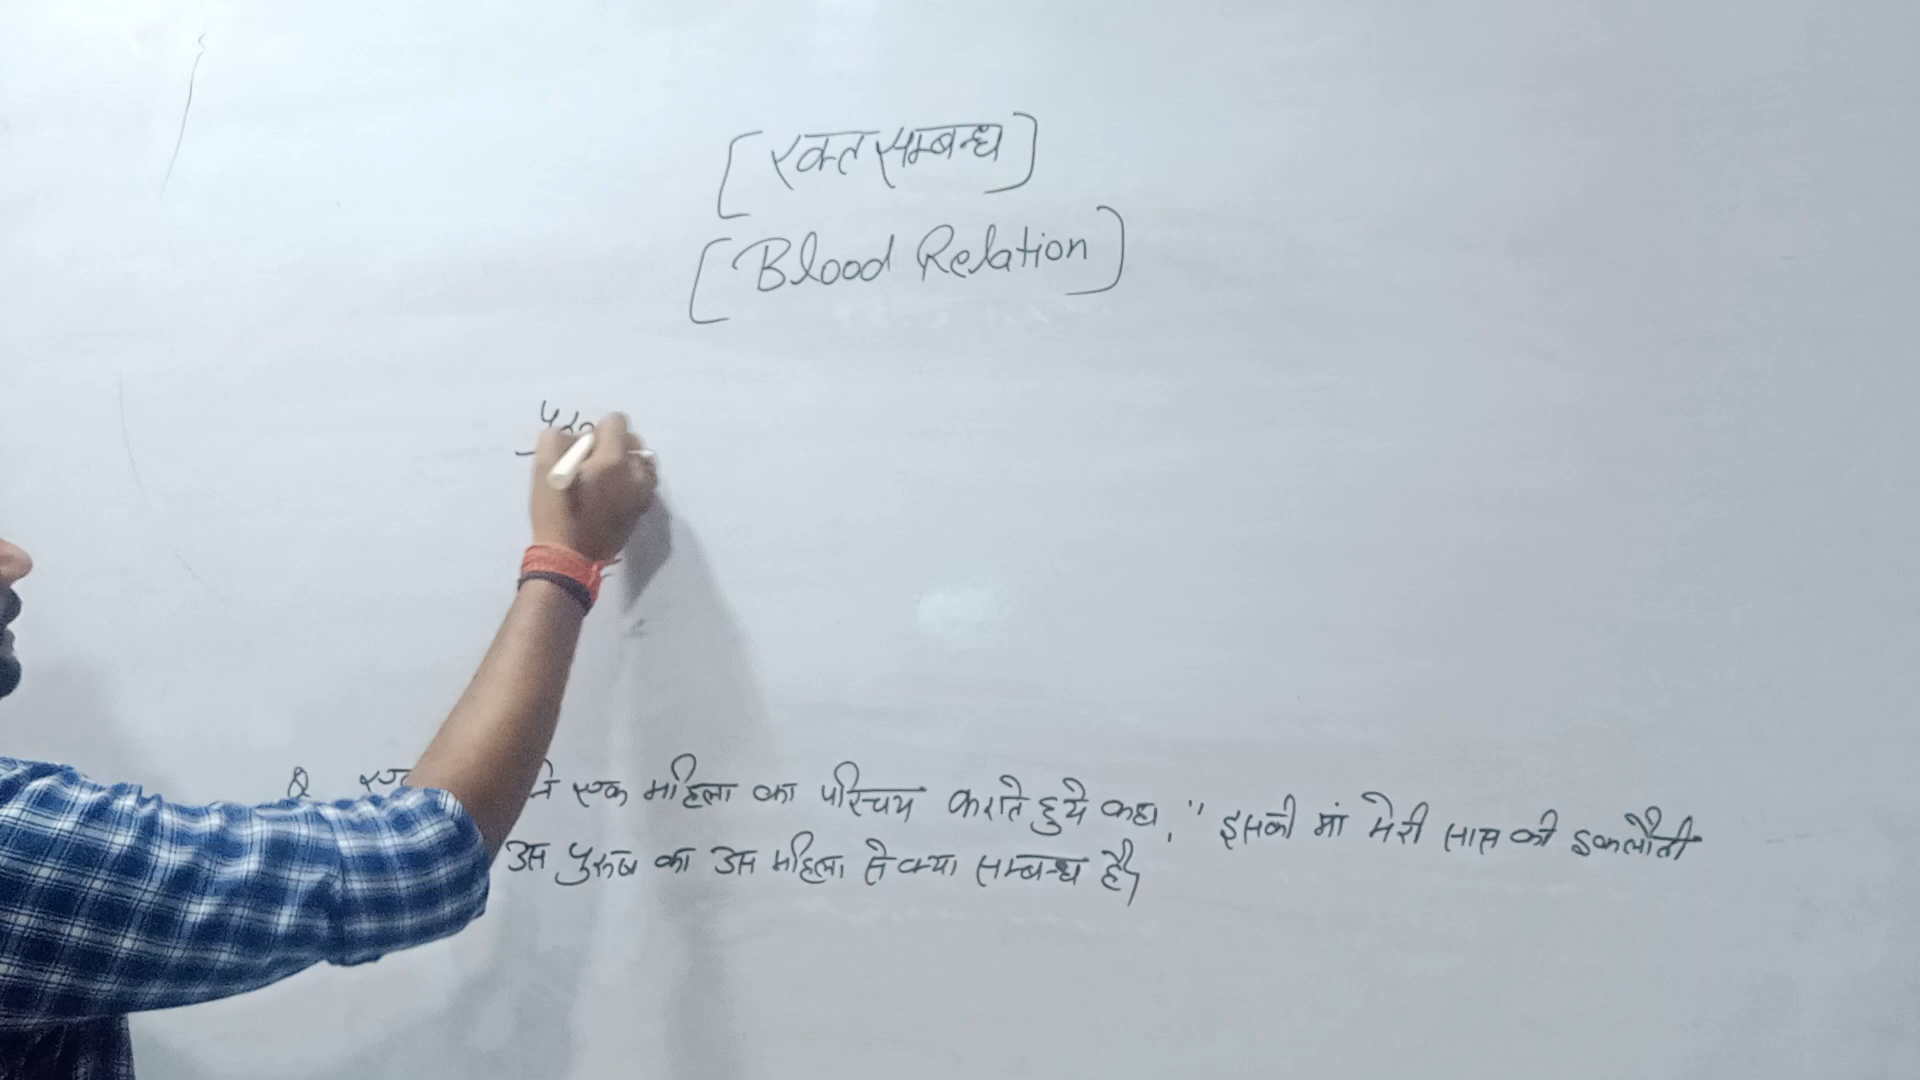 [रक्त सम्बन्ध]
[Blood Relation]
Q ने एक महिला का परिचय कराते हुये कहा, " इसकी मां मेरी सास की इकलौती
उस पुरूष का उस महिला से क्या सम्बन्ध है?